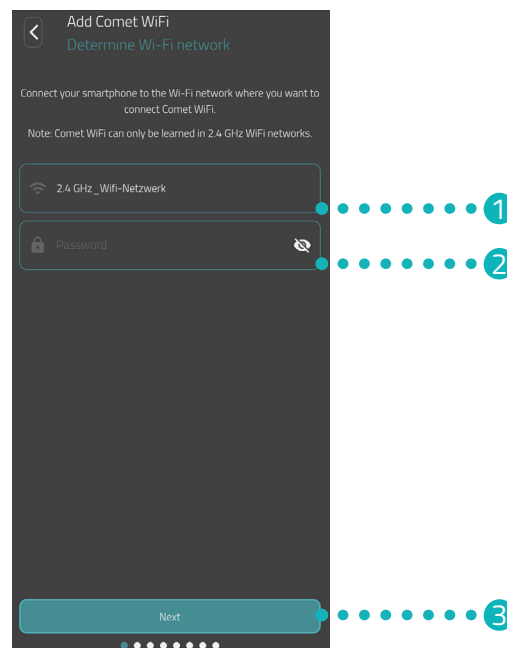 Add Comet WiFi
Determine Wi-Fi network
Connect your smartphone to the Wi-Fi network where you want to
connect Comet WiFi.
Note: Comet WiFi can only be learned in 2.4 GHz WiFi networks.
2.4 GHz_Wifi-Netzwerk
1
Password
2
Next
3